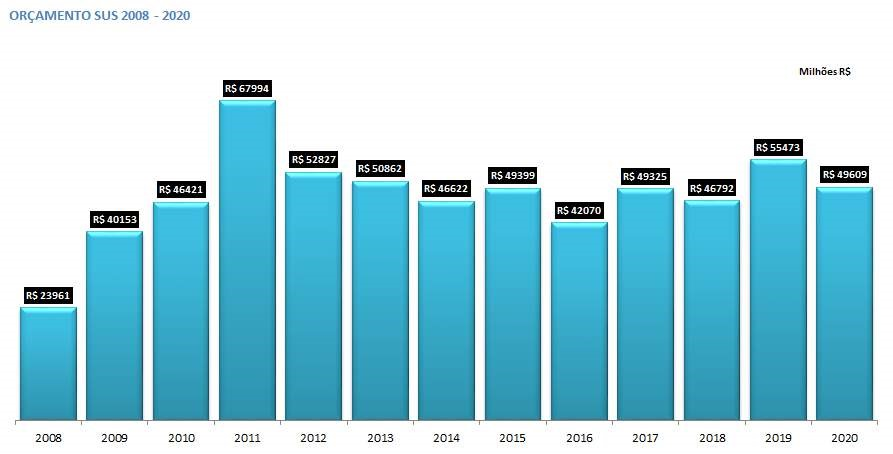 ORÇAMENTO SUS 2008 - 2020
Milhões R$
R$ 23961
R$ 40153
R$ 46421
R$ 67994
R$ 52827
R$ 50862
R$ 46622
R$ 49399
R$ 42070
R$ 49325
R$ 46792
R$ 55473
R$ 49609
2008
2009
2010
2011
2012
2013
2014
2015
2016
2017
2018
2019
2020